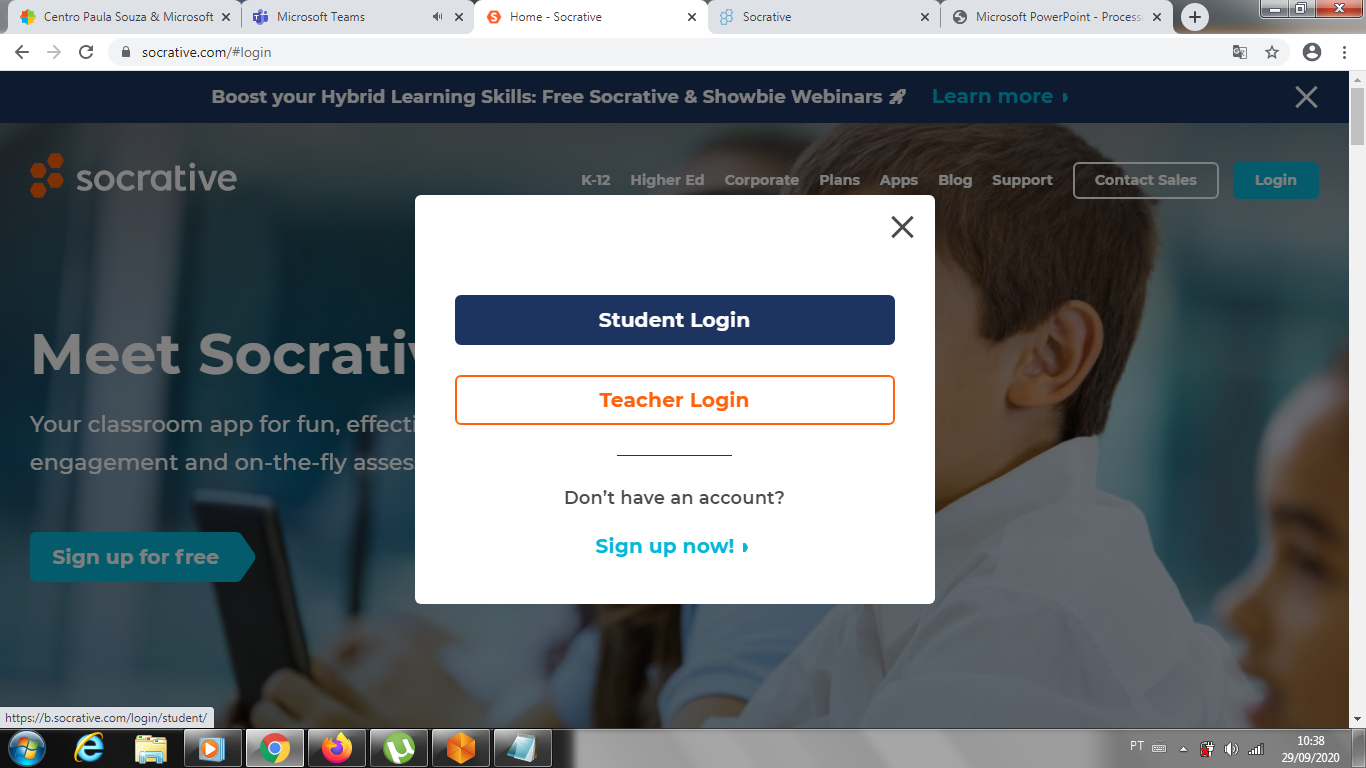 Centro Paula Souza & Microsoft
Microsoft Teams
Home - Socrative
Socrative
Microsoft PowerPoint - Process
socrative.com/#login
Boost your Hybrid Learning Skills: Free Socrative & Showbie Webinars
Learn more
socrative
K-12 Higher Ed Corporate Plans Apps Blog Support Contact Sales Login
Student Login
Teacher Login
Don't have an account?
Sign up now!
Meet Socrativ
Your classroom app for fun, effecti
engagement and on-the-fly assess
Sign up for free
https://b.socrative.com/login/student/
PT
10:38
29/09/2020